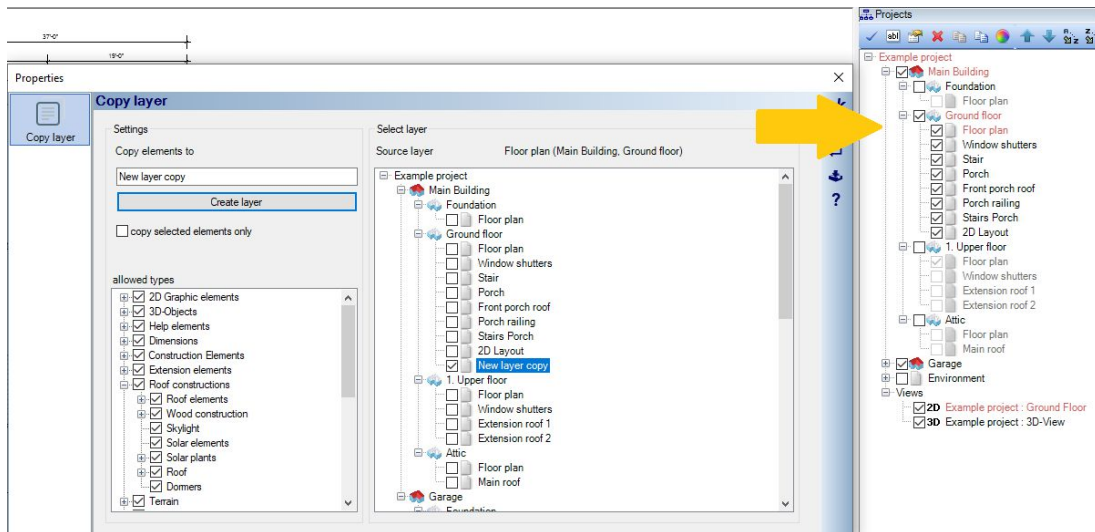 37'-0"
19'-0"
Properties
Copy layer
Copy layer
Settings
Copy elements to
New layer copy
Create layer
copy selected elements only
allowed types
2D Graphic elements
3D-Objects
Help elements
Dimensions
Construction Elements
Extension elements
Roof constructions
Roof elements
Wood construction
Skylight
Solar elements
Solar plants
Roof
Dormers
Terrain
Select layer
Source layer Floor plan (Main Building, Ground floor)
Example project
Main Building
Foundation
Floor plan
Ground floor
Floor plan
Window shutters
Stair
Porch
Front porch roof
Porch railing
Stairs Porch
2D Layout
New layer copy
1. Upper floor
Floor plan
Window shutters
Extension roof 1
Extension roof 2
Attic
Floor plan
Main roof
Garage
Foundation
?
Projects
abl
Example project
Main Building
Foundation
Floor plan
Ground floor
Floor plan
Window shutters
Stair
Porch
Front porch roof
Porch railing
Stairs Porch
2D Layout
1. Upper floor
Floor plan
Window shutters
Extension roof 1
Extension roof 2
Attic
Floor plan
Main roof
Garage
Environment
Views
2D Example project : Ground Floor
3D Example project : 3D-View